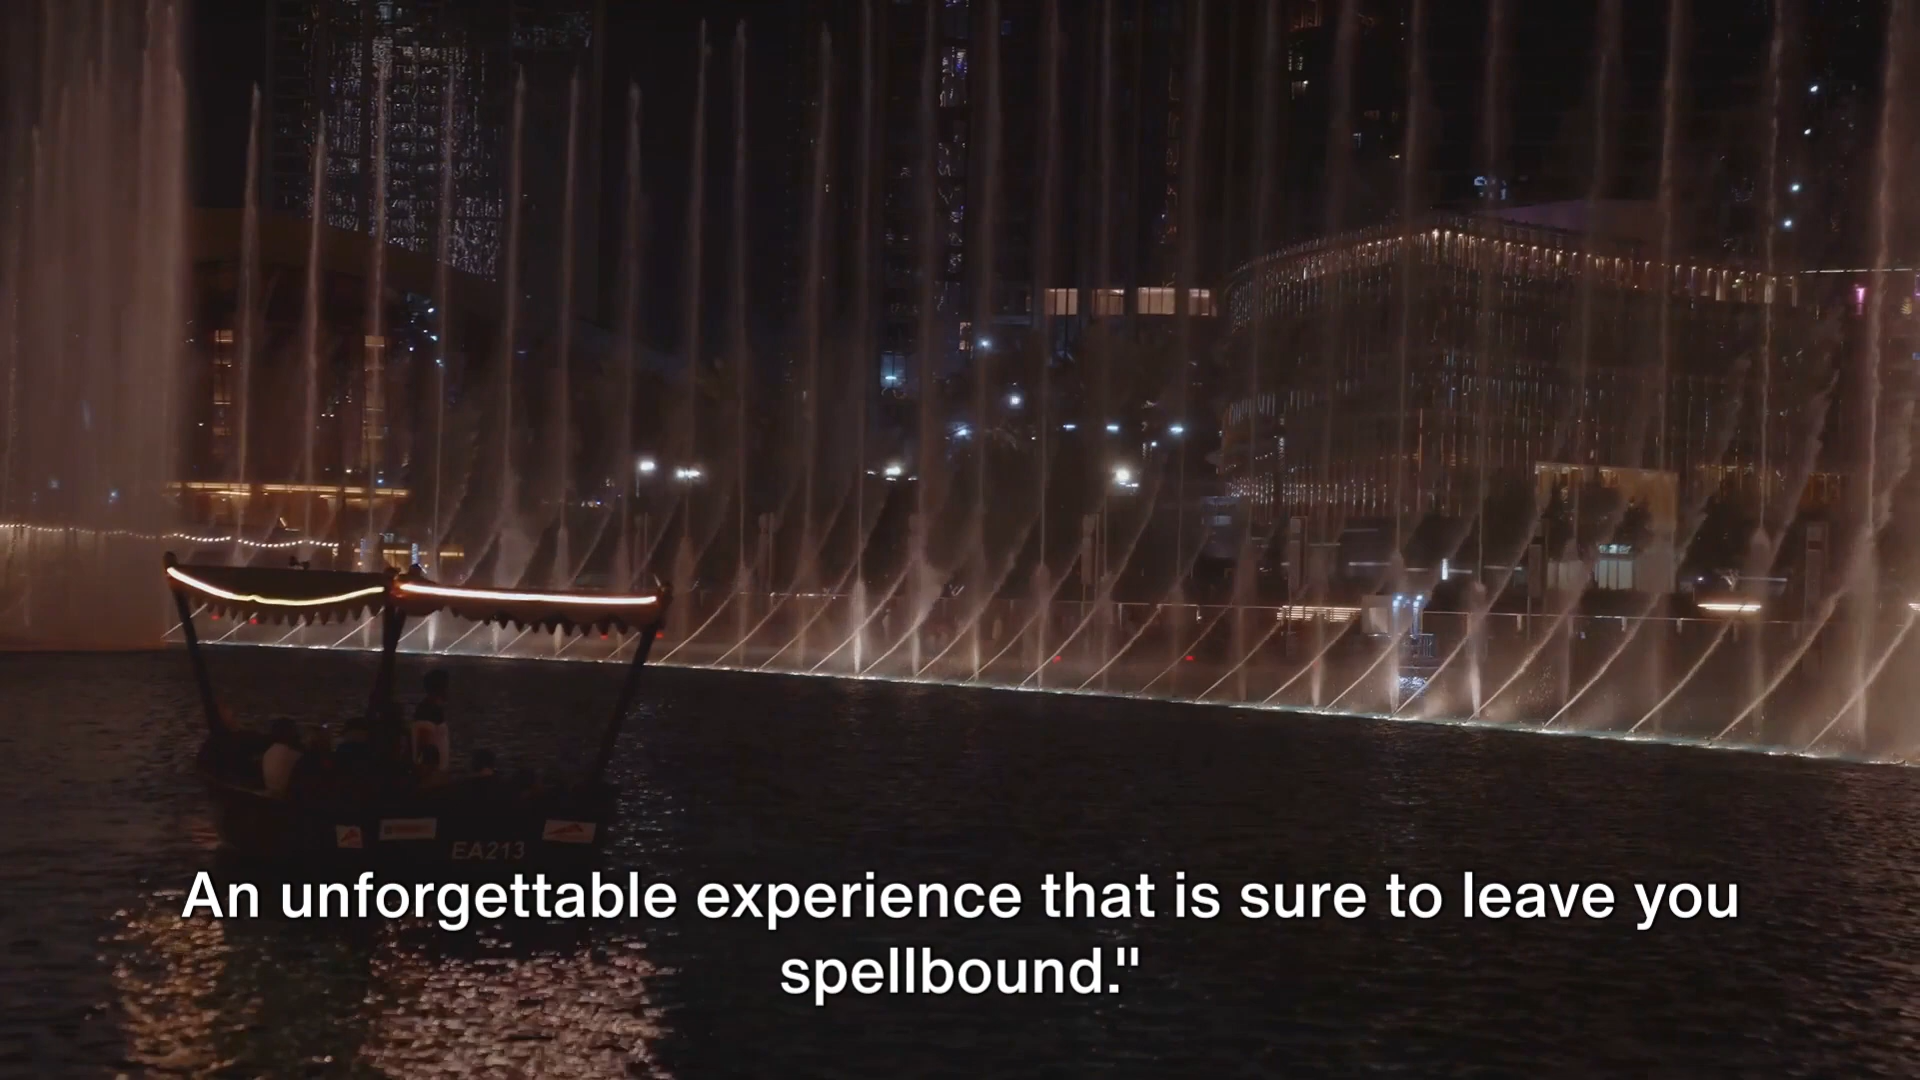 EA213
An unforgettable experience that is sure to leave you
spellbound."